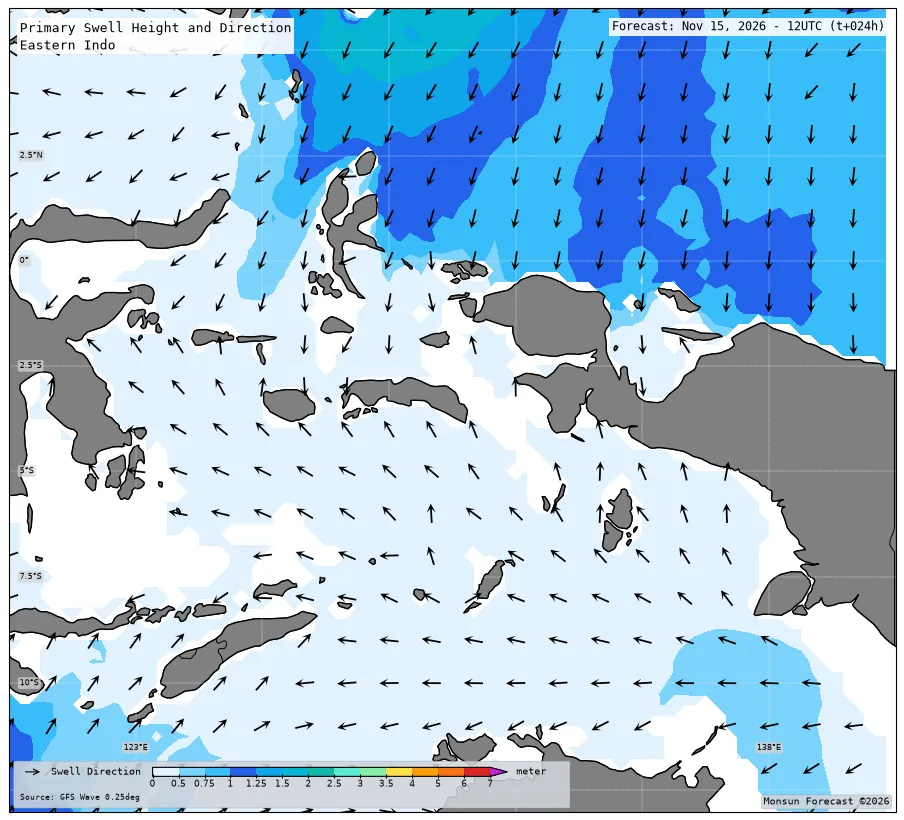 Primary Swell Height and Direction
Eastern Indo
Forecast: Nov 15, 2026 - 12UTC (t+024h)
2.5°N
0°
2.5°S
5°S
7.5°S
10°S
123°E
138°E
Swell Direction
0 0.5 0.75 1 1.25 1.5 2 2.5 3 3.5 4 5 6 7
meter
Source: GFS Wave 0.25deg
Monsun Forecast ©2026